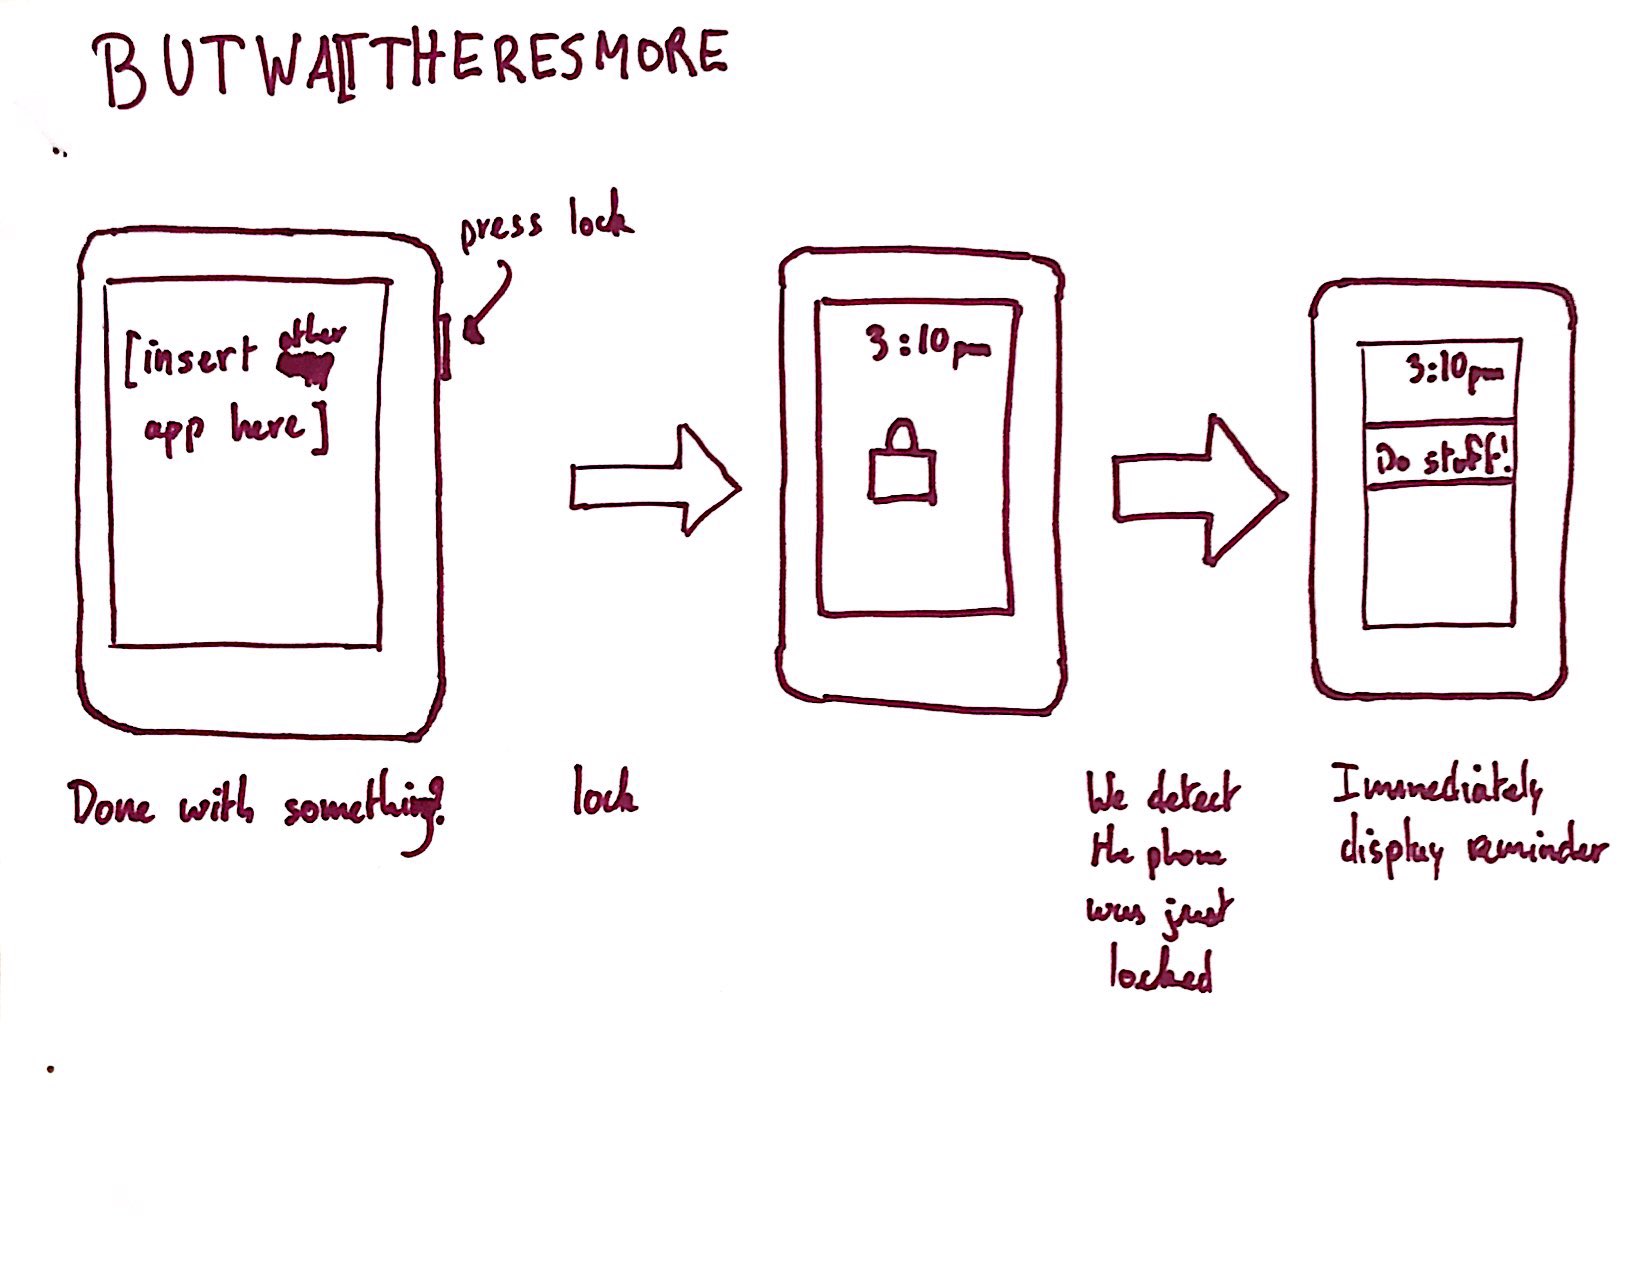 BUTWAITTHERESMORE
press lock
[insert other
app here]
3:10pm
3:10pm
Do stuff!
Done with something?
lock
We detect
the phone
was just
locked
Immediately
display reminder